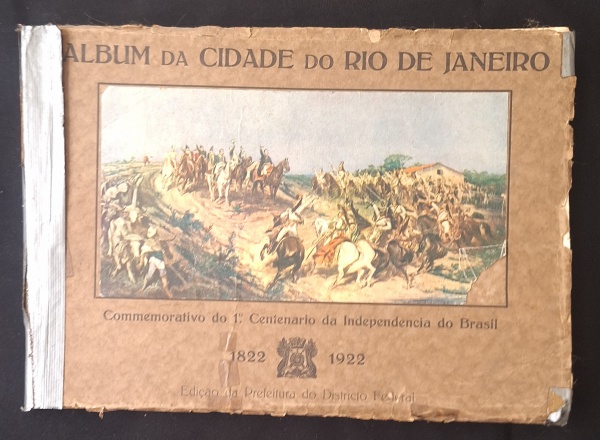 ALBUM DA CIDADE DO RIO DE JANEIRO
Commemorativo do 1º Centenario da Independencia do Brasil
1822 1922
Edição da Prefeitura do Districto Federal